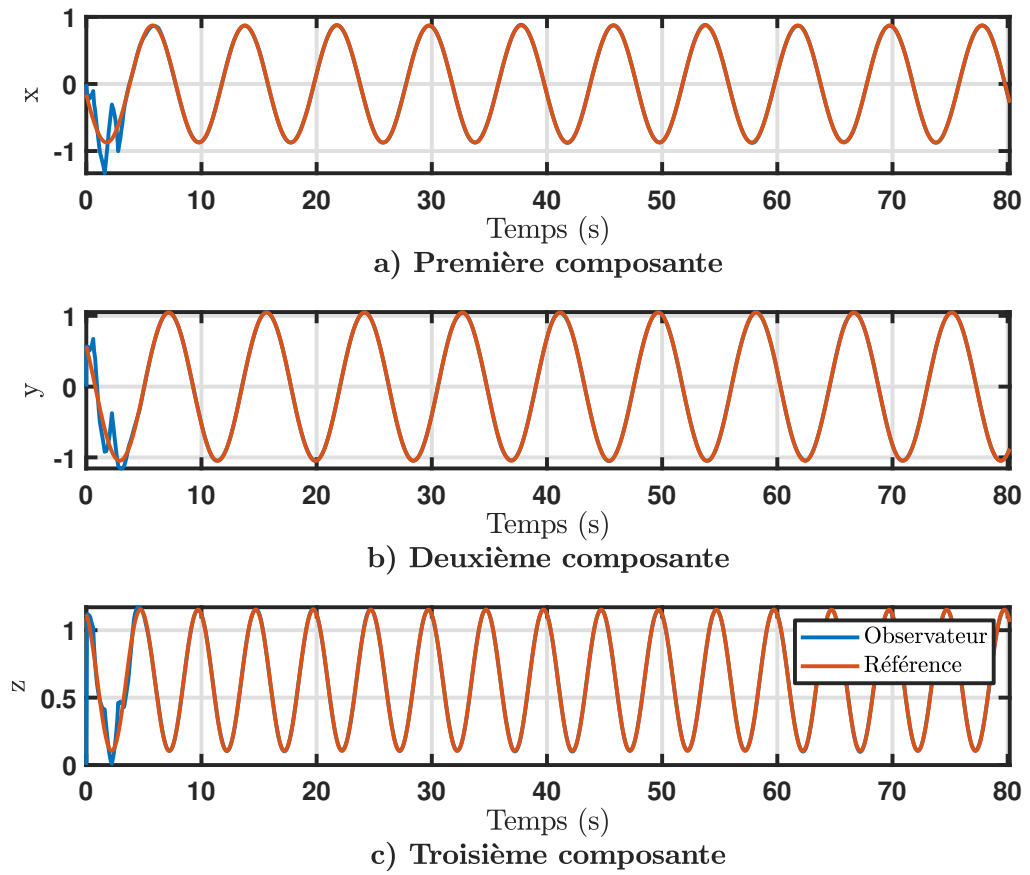 1
0
-1
x
0 10 20 30 40 50 60 70 80
Temps (s)
a) Première composante
1
0
-1
y
0 10 20 30 40 50 60 70 80
Temps (s)
b) Deuxième composante
1
0.5
0
z
Observateur
Référence
0 10 20 30 40 50 60 70 80
Temps (s)
c) Troisième composante